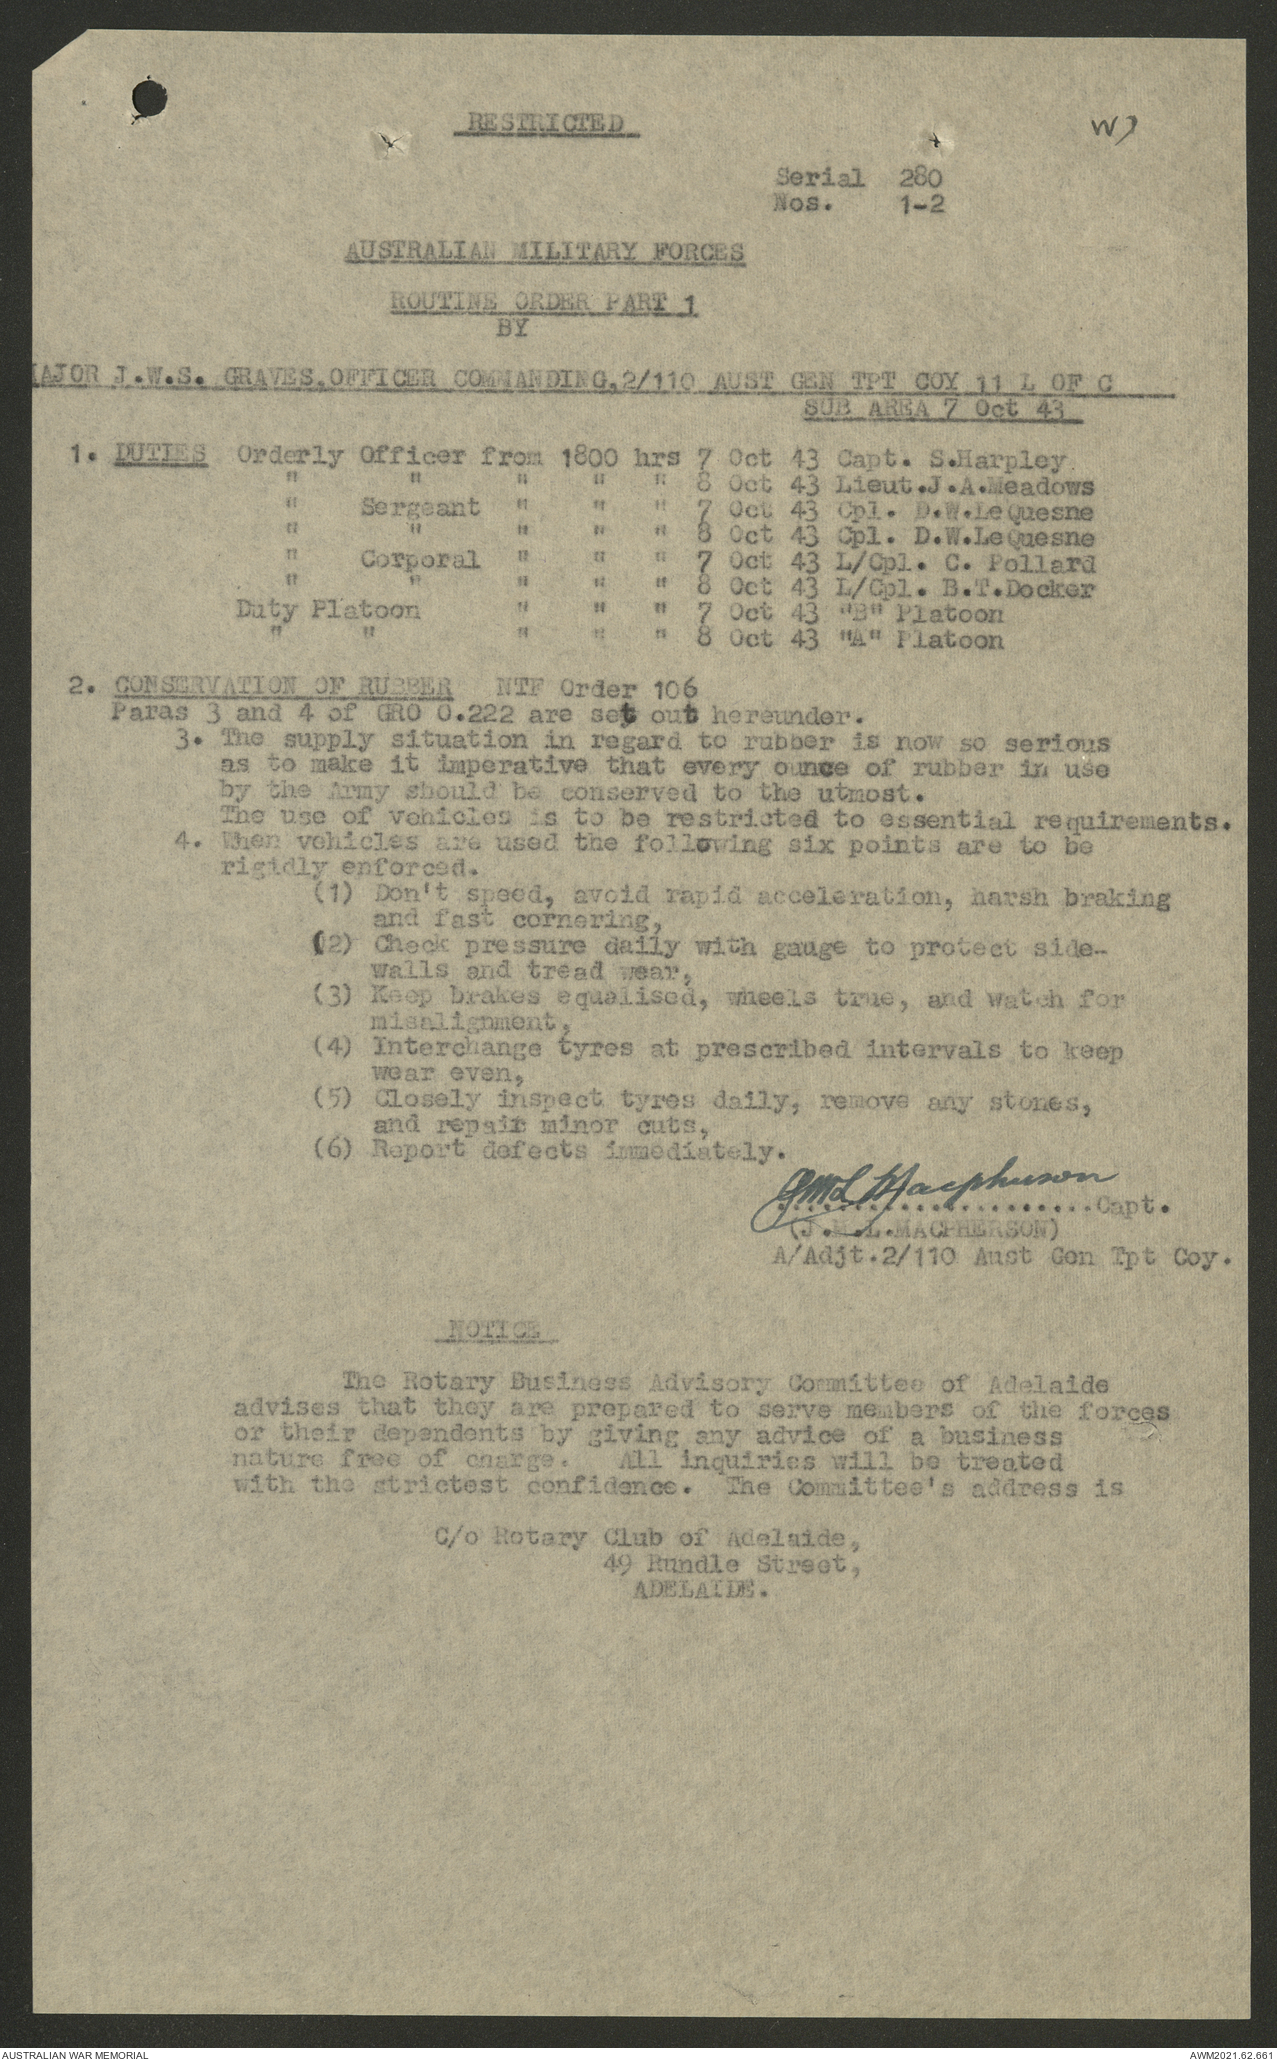 RESTRICTED
Serial 280
Nos. 1-2
AUSTRALIAN MILITARY FORCES
ROUTINE ORDER PART 1
BY
MAJOR J.W.S. GRAVES,OFFICER COMMANDING,2/110 AUST GEN TPT COY 11 L OF C
SUB AREA 7 Oct 43
1. DUTIES Orderly Officer from 1800 hrs 7 Oct 43 Capt. S.Harpley
" " " " " 8 Oct 43 Lieut.J.A.Meadows
" Sergeant " " " 7 Oct 43 Cpl. D.W.LeQuesne
" " " " " 8 Oct 43 Cpl. D.W.LeQuesne
" Corporal " " " 7 Oct 43 L/Cpl. C. Pollard
" " " " " 8 Oct 43 L/Cpl. B.T.Docker
Duty Platoon " " " 7 Oct 43 "B" Platoon
" " " " " 8 Oct 43 "A" Platoon
2. CONSERVATION OF RUBBER NTF Order 106
Paras 3 and 4 of GRO O.222 are set out hereunder.
3. The supply situation in regard to rubber is now so serious
as to make it imperative that every ounce of rubber in use
by the Army should be conserved to the utmost.
The use of vehicles is to be restricted to essential requirements.
4. When vehicles are used the following six points are to be
rigidly enforced.
(1) Don't speed, avoid rapid acceleration, harsh braking
and fast cornering,
(2) Check pressure daily with gauge to protect side-
walls and tread wear,
(3) Keep brakes equalised, wheels true, and watch for
misalignment,
(4) Interchange tyres at prescribed intervals to keep
wear even,
(5) Closely inspect tyres daily, remove any stones,
and repair minor cuts,
(6) Report defects immediately.
JML Macpherson
.....................Capt.
(J.M.L.MACPHERSON)
A/Adjt.2/110 Aust Gen Tpt Coy.
NOTICE
The Rotary Business Advisory Committee of Adelaide
advises that they are prepared to serve members of the forces
or their dependents by giving any advice of a business
nature free of charge. All inquiries will be treated
with the strictest confidence. The Committee's address is
C/o Rotary Club of Adelaide,
49 Rundle Street,
ADELAIDE.
AUSTRALIAN WAR MEMORIAL
AWM2021.62.661